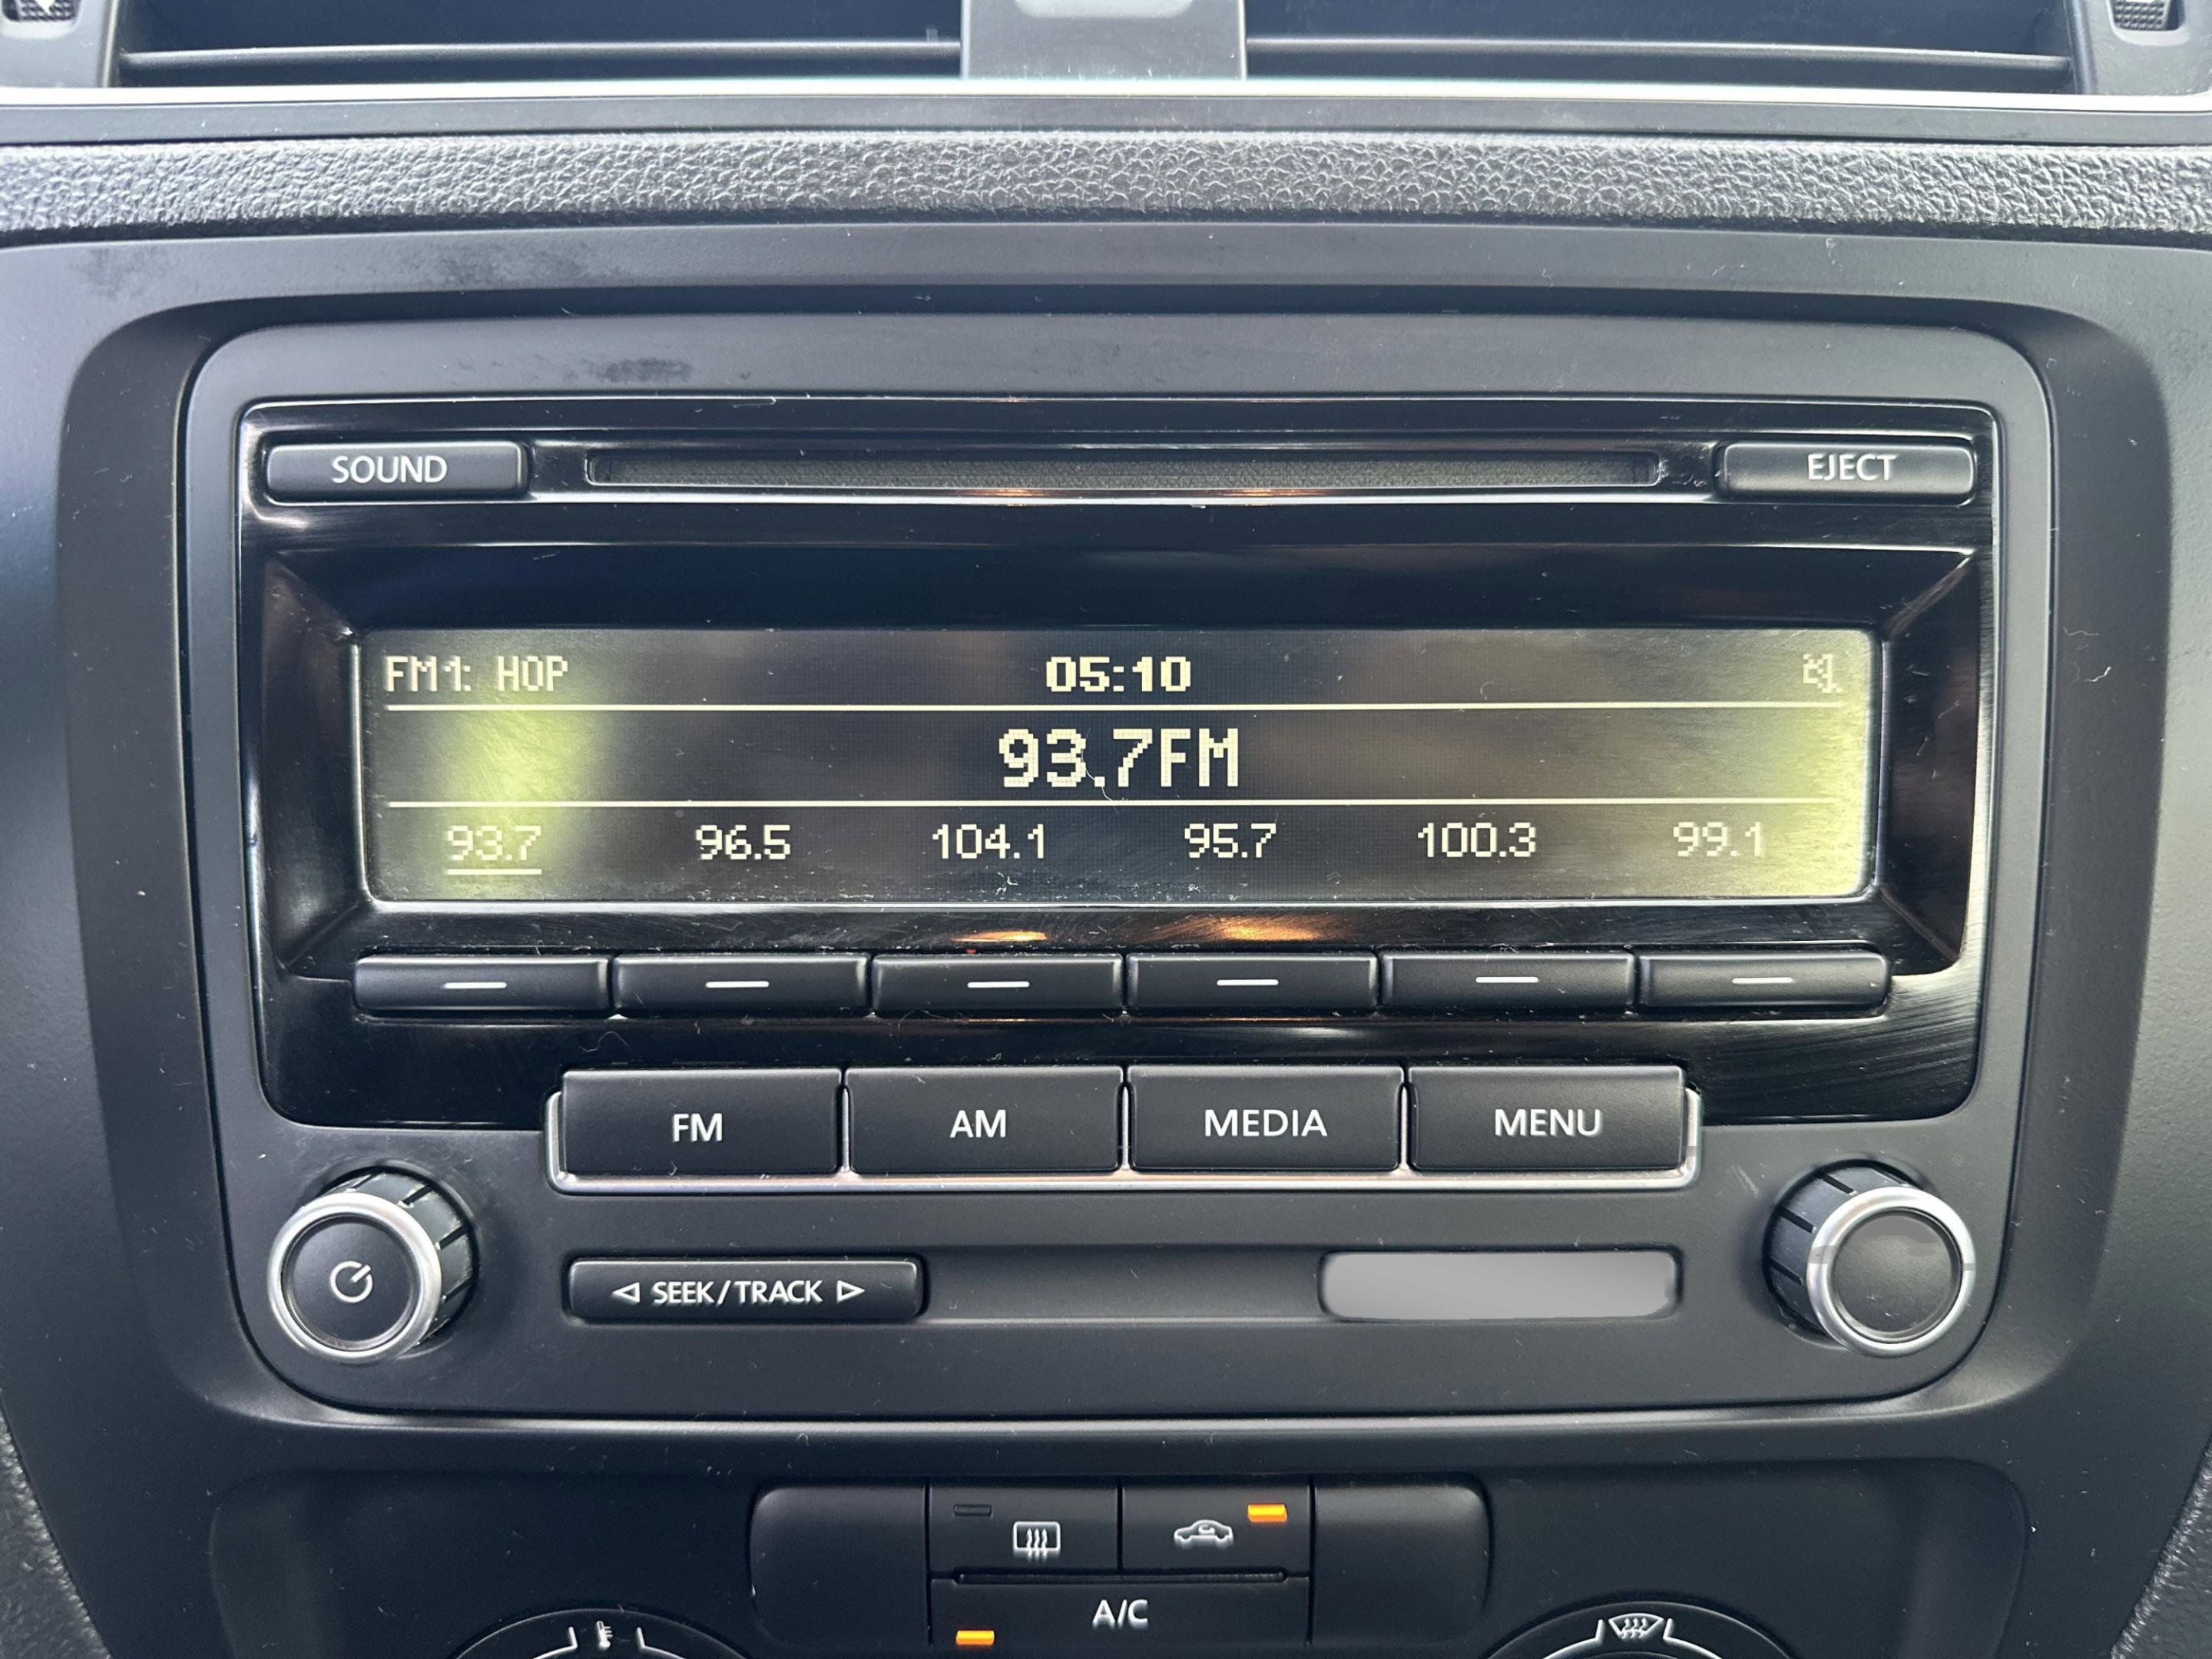 SOUND EJECT
FM1: HOP 05:10
93.7FM
93.7 96.5 104.1 95.7 100.3 99.1
FM AM MEDIA MENU
SEEK/TRACK
A/C